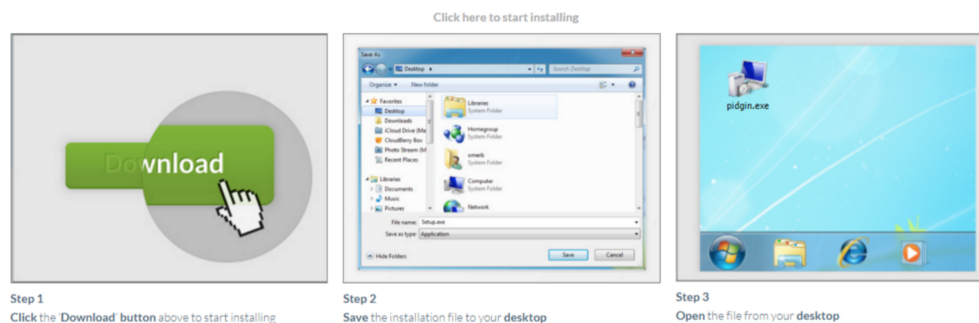 Click here to start installing
Download
Save As
Desktop
Search Desktop
Organize
New folder
Favorites
Desktop
Downloads
iCloud Drive (Ma
CloudBerry Box
Photo Stream (M
Recent Places
Libraries
Documents
Music
Pictures
Libraries
System Folder
Homegroup
System Folder
omerb
System Folder
Computer
System Folder
Network
File name: Setup.exe
Save as type: Application
Hide Folders
Save
Cancel
pidgin.exe
Step 1
Click the 'Download' button above to start installing
Step 2
Save the installation file to your desktop
Step 3
Open the file from your desktop